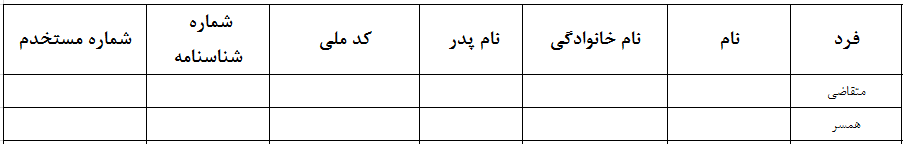 فرد نام نام خانوادگی نام پدر کد ملی شماره شناسنامه شماره مستخدم
متقاضی
همسر